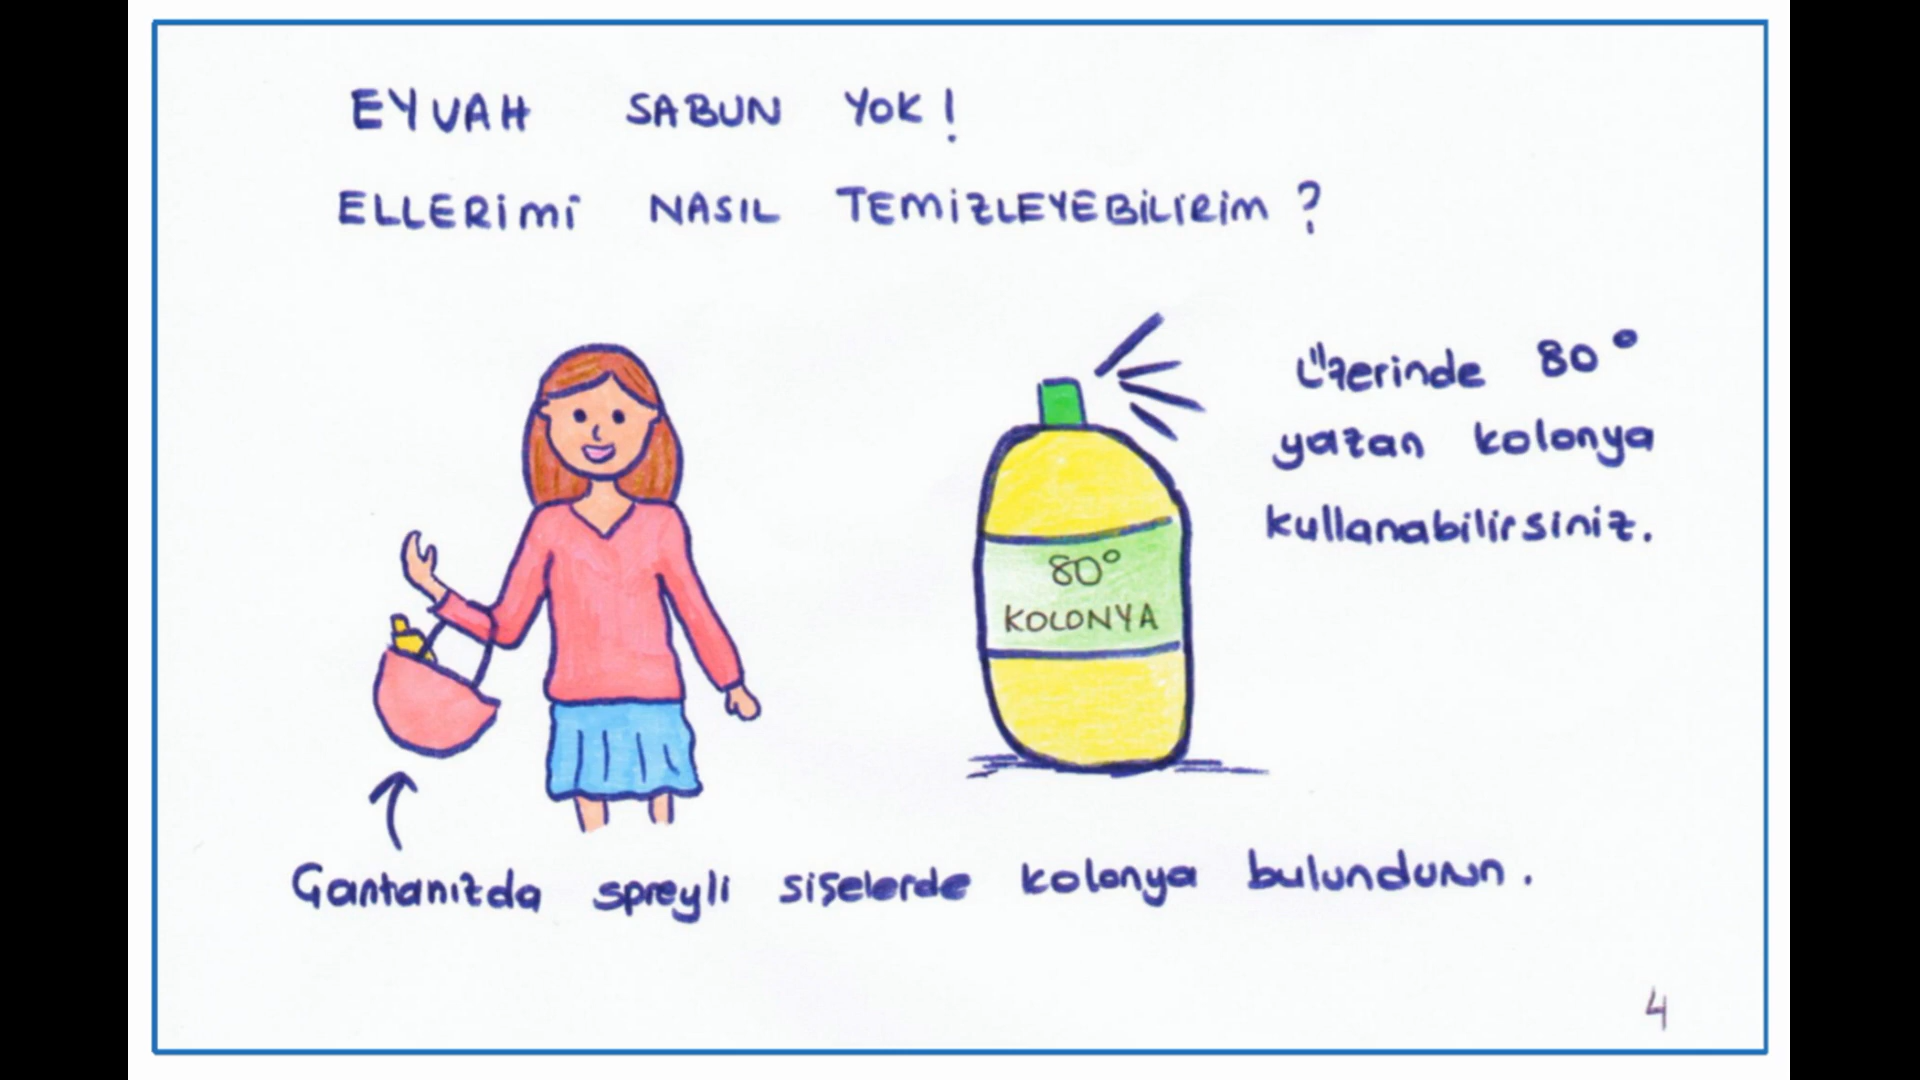 EYVAH SABUN YOK!
ELLERİMİ NASIL TEMİZLEYEBİLİRİM?
Üzerinde 80°
yazan kolonya
kullanabilirsiniz.
80°
KOLONYA
Çantanızda spreyli şişelerde kolonya bulundurun.
4